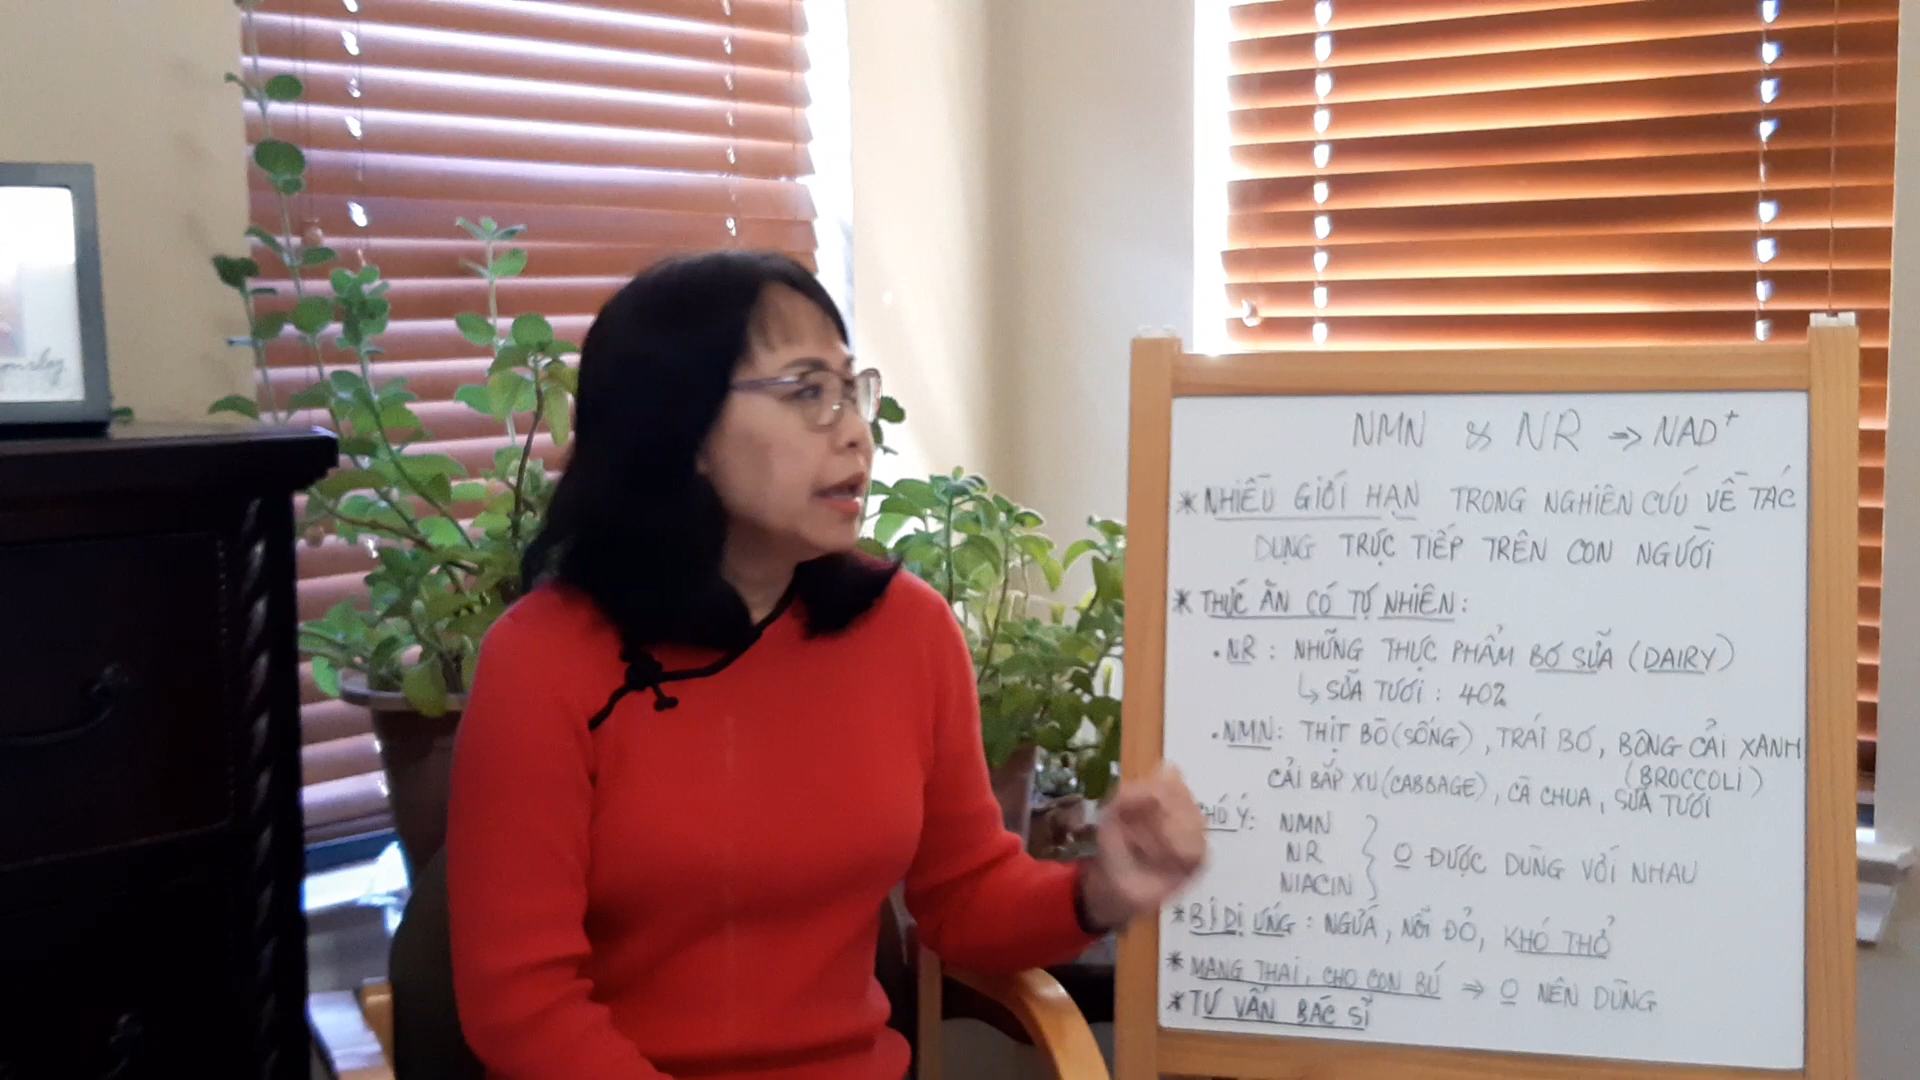 NMN & NR => NAD+
* NHIỀU GIỚI HẠN TRONG NGHIÊN CỨU VỀ TÁC
DỤNG TRỰC TIẾP TRÊN CON NGƯỜI
* THỨC ĂN CÓ TỰ NHIÊN:
. NR : NHỮNG THỰC PHẨM BƠ SỮA (DAIRY)
↳ SỮA TƯƠI : 40%
. NMN: THỊT BÒ (SỐNG), TRÁI BƠ, BÔNG CẢI XANH
(BROCCOLI)
CẢI BẮP XU (CABBAGE), CÀ CHUA, SỮA TƯƠI
CHÚ Ý: NMN
NR } O ĐƯỢC DÙNG VỚI NHAU
NIACIN
* BỊ DỊ ỨNG : NGỨA, NỔI ĐỎ, KHÓ THỞ
* MANG THAI, CHO CON BÚ => O NÊN DÙNG
* TƯ VẤN BÁC SĨ